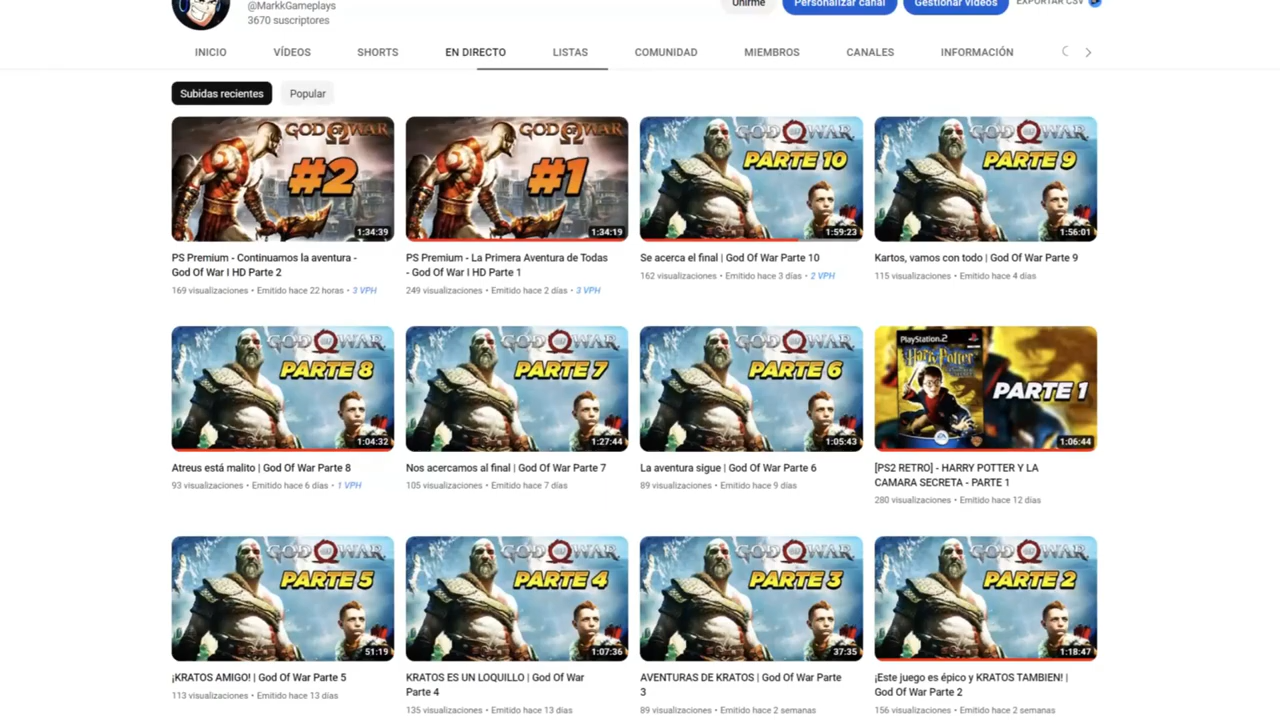 @MarkkGameplays
3670 suscriptores
Unirme
Personalizar canal
Gestionar vídeos
EXPORTAR CSV
INICIO
VÍDEOS
SHORTS
EN DIRECTO
LISTAS
COMUNIDAD
MIEMBROS
CANALES
INFORMACIÓN
Subidas recientes
Popular
GOD OF WAR
#2
1:34:39
GOD OF WAR
#1
1:34:19
GOD OF WAR
PARTE 10
1:59:23
GOD OF WAR
PARTE 9
1:56:01
PS Premium - Continuamos la aventura -
God Of War I HD Parte 2
169 visualizaciones • Emitido hace 22 horas • 3 VPH
PS Premium - La Primera Aventura de Todas
- God Of War I HD Parte 1
249 visualizaciones • Emitido hace 2 días • 3 VPH
Se acerca el final | God Of War Parte 10
162 visualizaciones • Emitido hace 3 días • 2 VPH
Kartos, vamos con todo | God Of War Parte 9
115 visualizaciones • Emitido hace 4 días
GOD OF WAR
PARTE 8
1:04:32
GOD OF WAR
PARTE 7
1:27:44
GOD OF WAR
PARTE 6
1:05:43
PlayStation.2
Harry Potter
PARTE 1
EA
1:06:44
Atreus está malito | God Of War Parte 8
93 visualizaciones • Emitido hace 6 días • 1 VPH
Nos acercamos al final | God Of War Parte 7
105 visualizaciones • Emitido hace 7 días
La aventura sigue | God Of War Parte 6
89 visualizaciones • Emitido hace 9 días
[PS2 RETRO] - HARRY POTTER Y LA
CAMARA SECRETA - PARTE 1
280 visualizaciones • Emitido hace 12 días
GOD OF WAR
PARTE 5
51:19
GOD OF WAR
PARTE 4
1:07:36
GOD OF WAR
PARTE 3
37:35
GOD OF WAR
PARTE 2
1:18:47
¡KRATOS AMIGO! | God Of War Parte 5
113 visualizaciones • Emitido hace 13 días
KRATOS ES UN LOQUILLO | God Of War
Parte 4
135 visualizaciones • Emitido hace 13 días
AVENTURAS DE KRATOS | God Of War Parte
3
89 visualizaciones • Emitido hace 2 semanas
¡Este juego es épico y KRATOS TAMBIEN! |
God Of War Parte 2
156 visualizaciones • Emitido hace 2 semanas